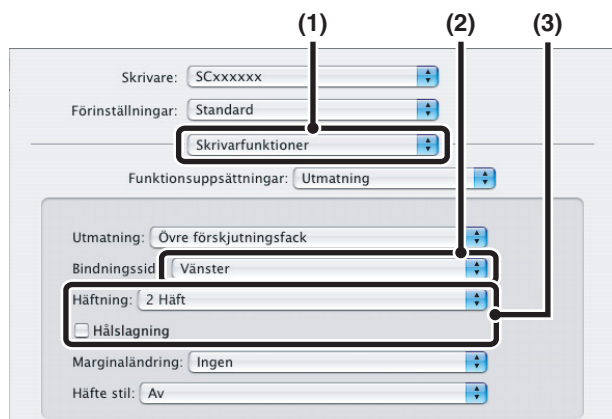 (1) (2) (3)
Skrivare: SCxxxxxx
Förinställningar: Standard
Skrivarfunktioner
Funktionsuppsättningar: Utmatning
Utmatning: Övre förskjutningsfack
Bindningssid Vänster
Häftning: 2 Häft
Hålslagning
Marginaländring: Ingen
Häfte stil: Av